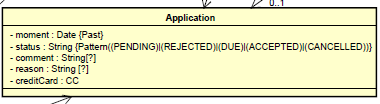 0..1
Application
- moment : Date {Past}
- status : String {Pattern((PENDING)|(REJECTED)|(DUE)|(ACCEPTED)|(CANCELLED))}
- comment : String[?]
- reason : String [?]
- creditCard : CC